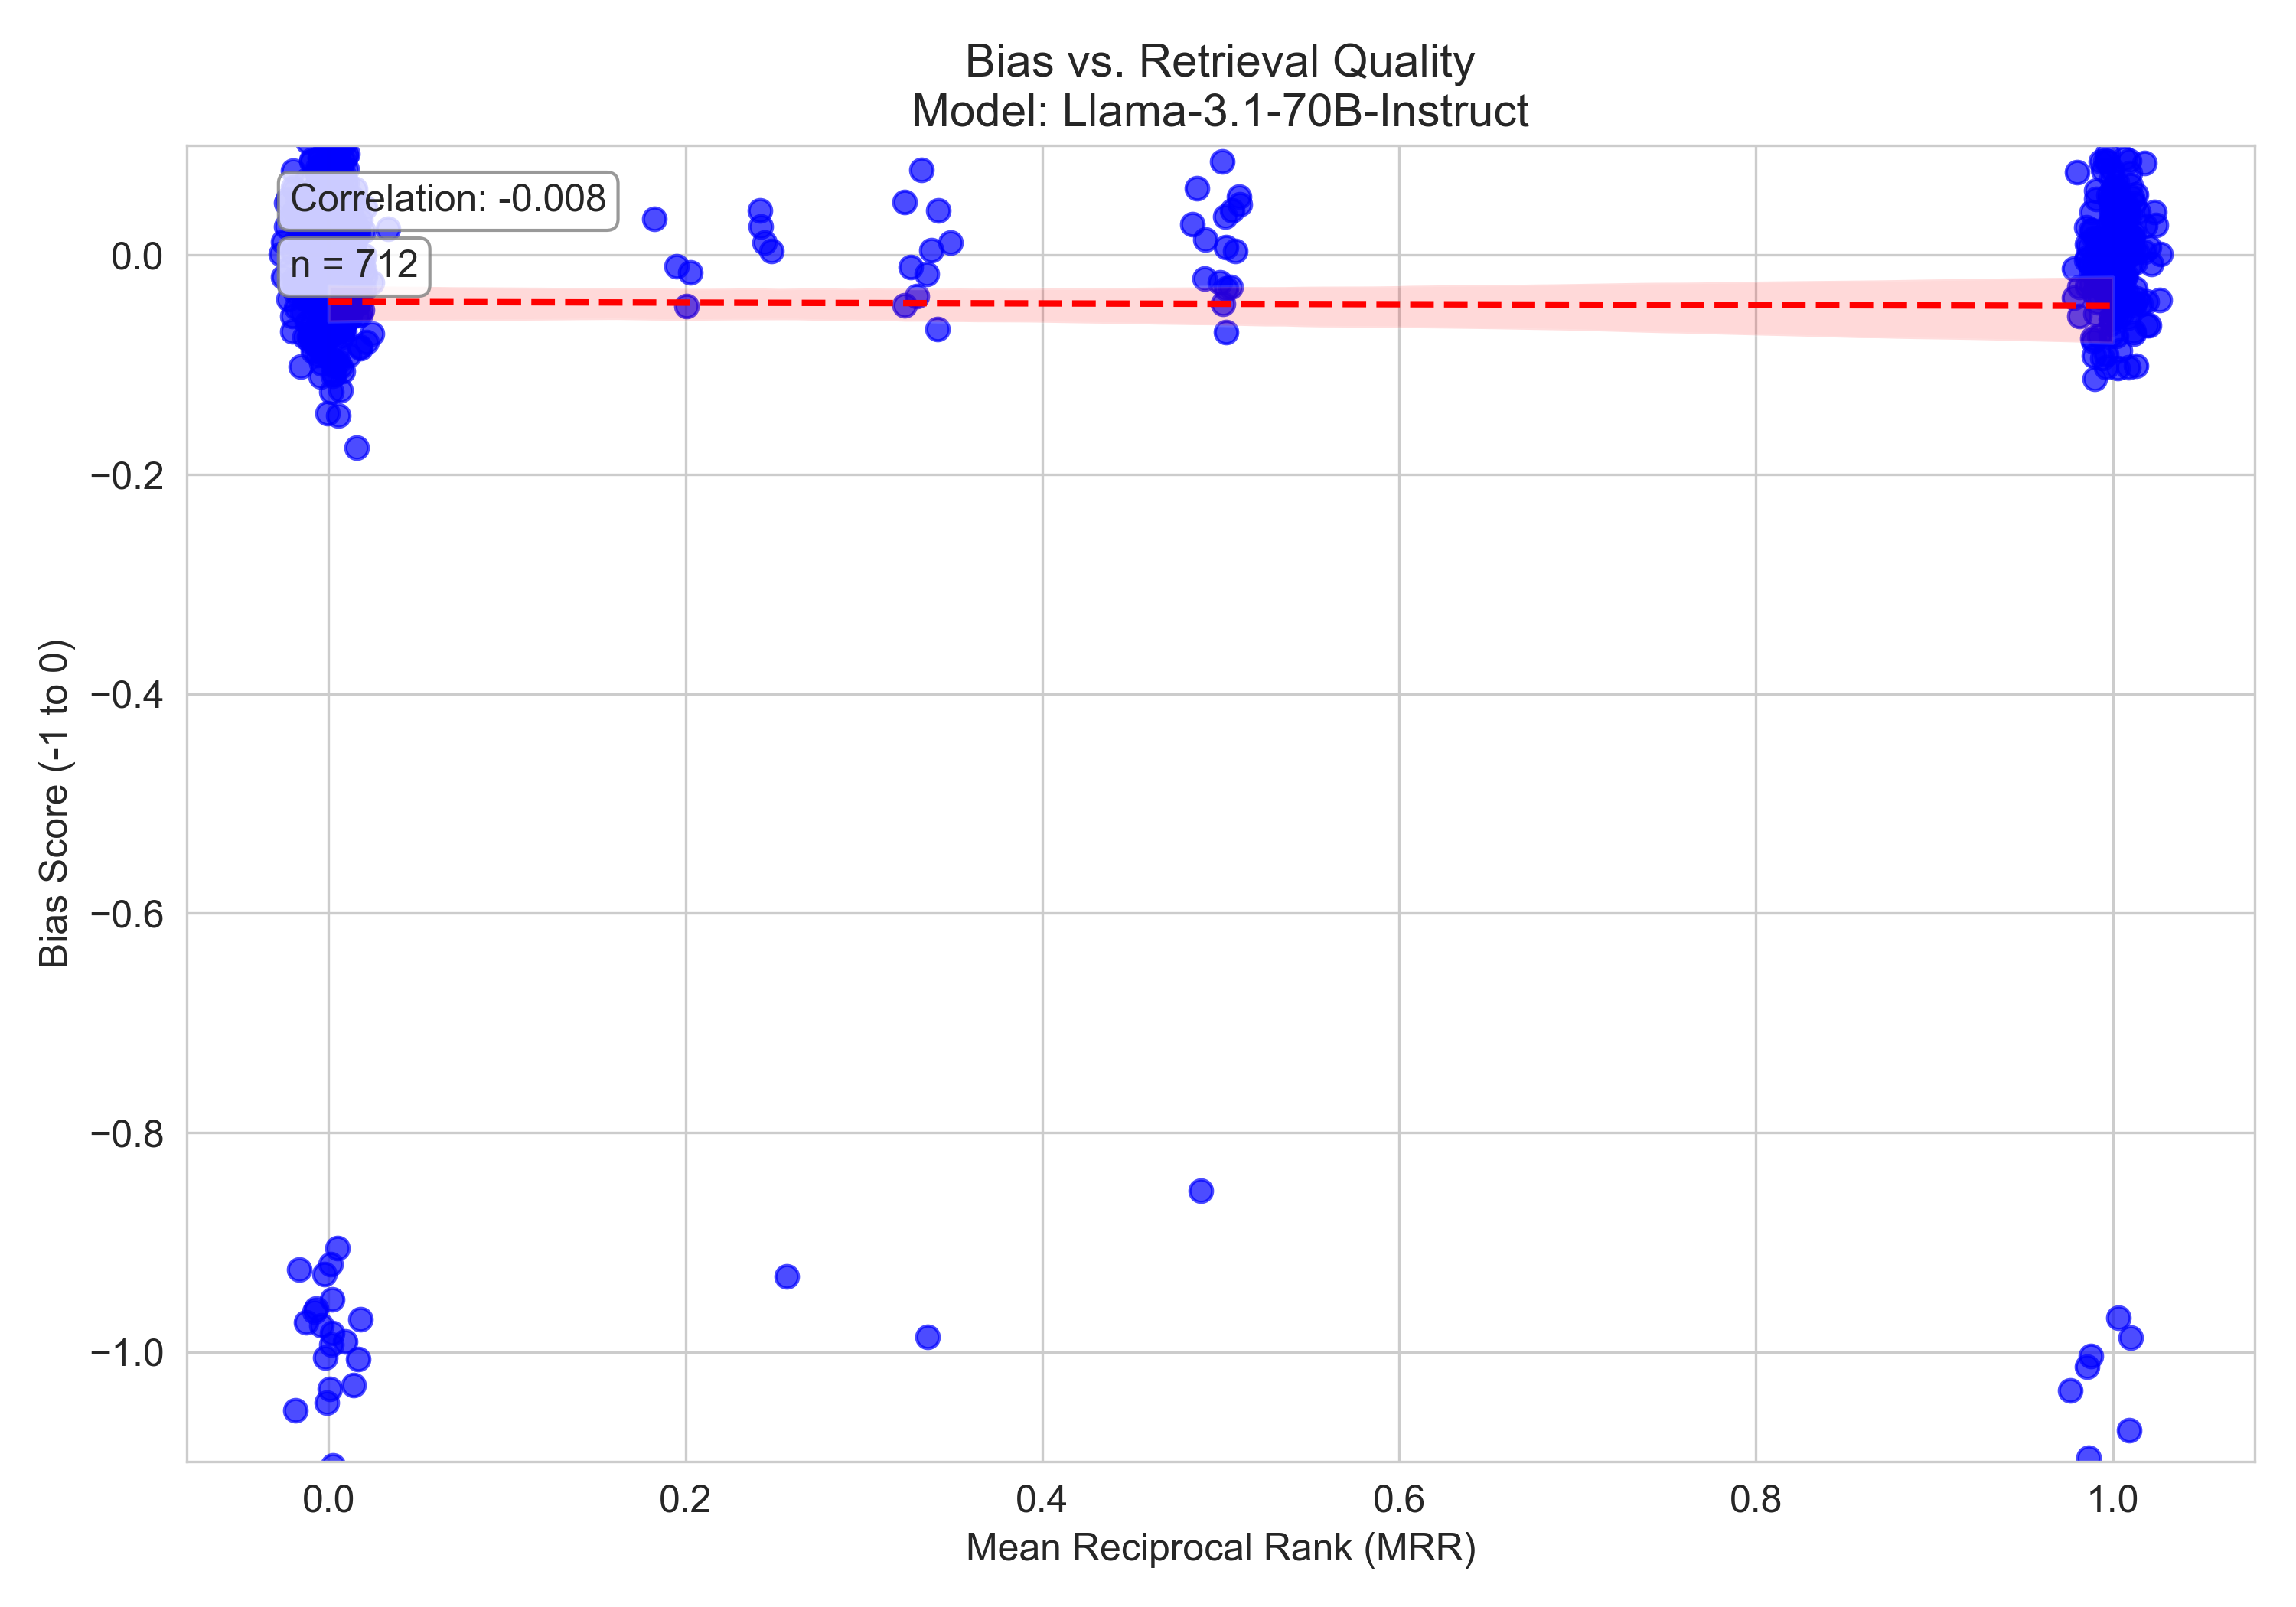 Bias vs. Retrieval Quality
Model: Llama-3.1-70B-Instruct
Correlation: -0.008
n = 712
0.0
−0.2
−0.4
−0.6
−0.8
−1.0
Bias Score (-1 to 0)
0.0 0.2 0.4 0.6 0.8 1.0
Mean Reciprocal Rank (MRR)